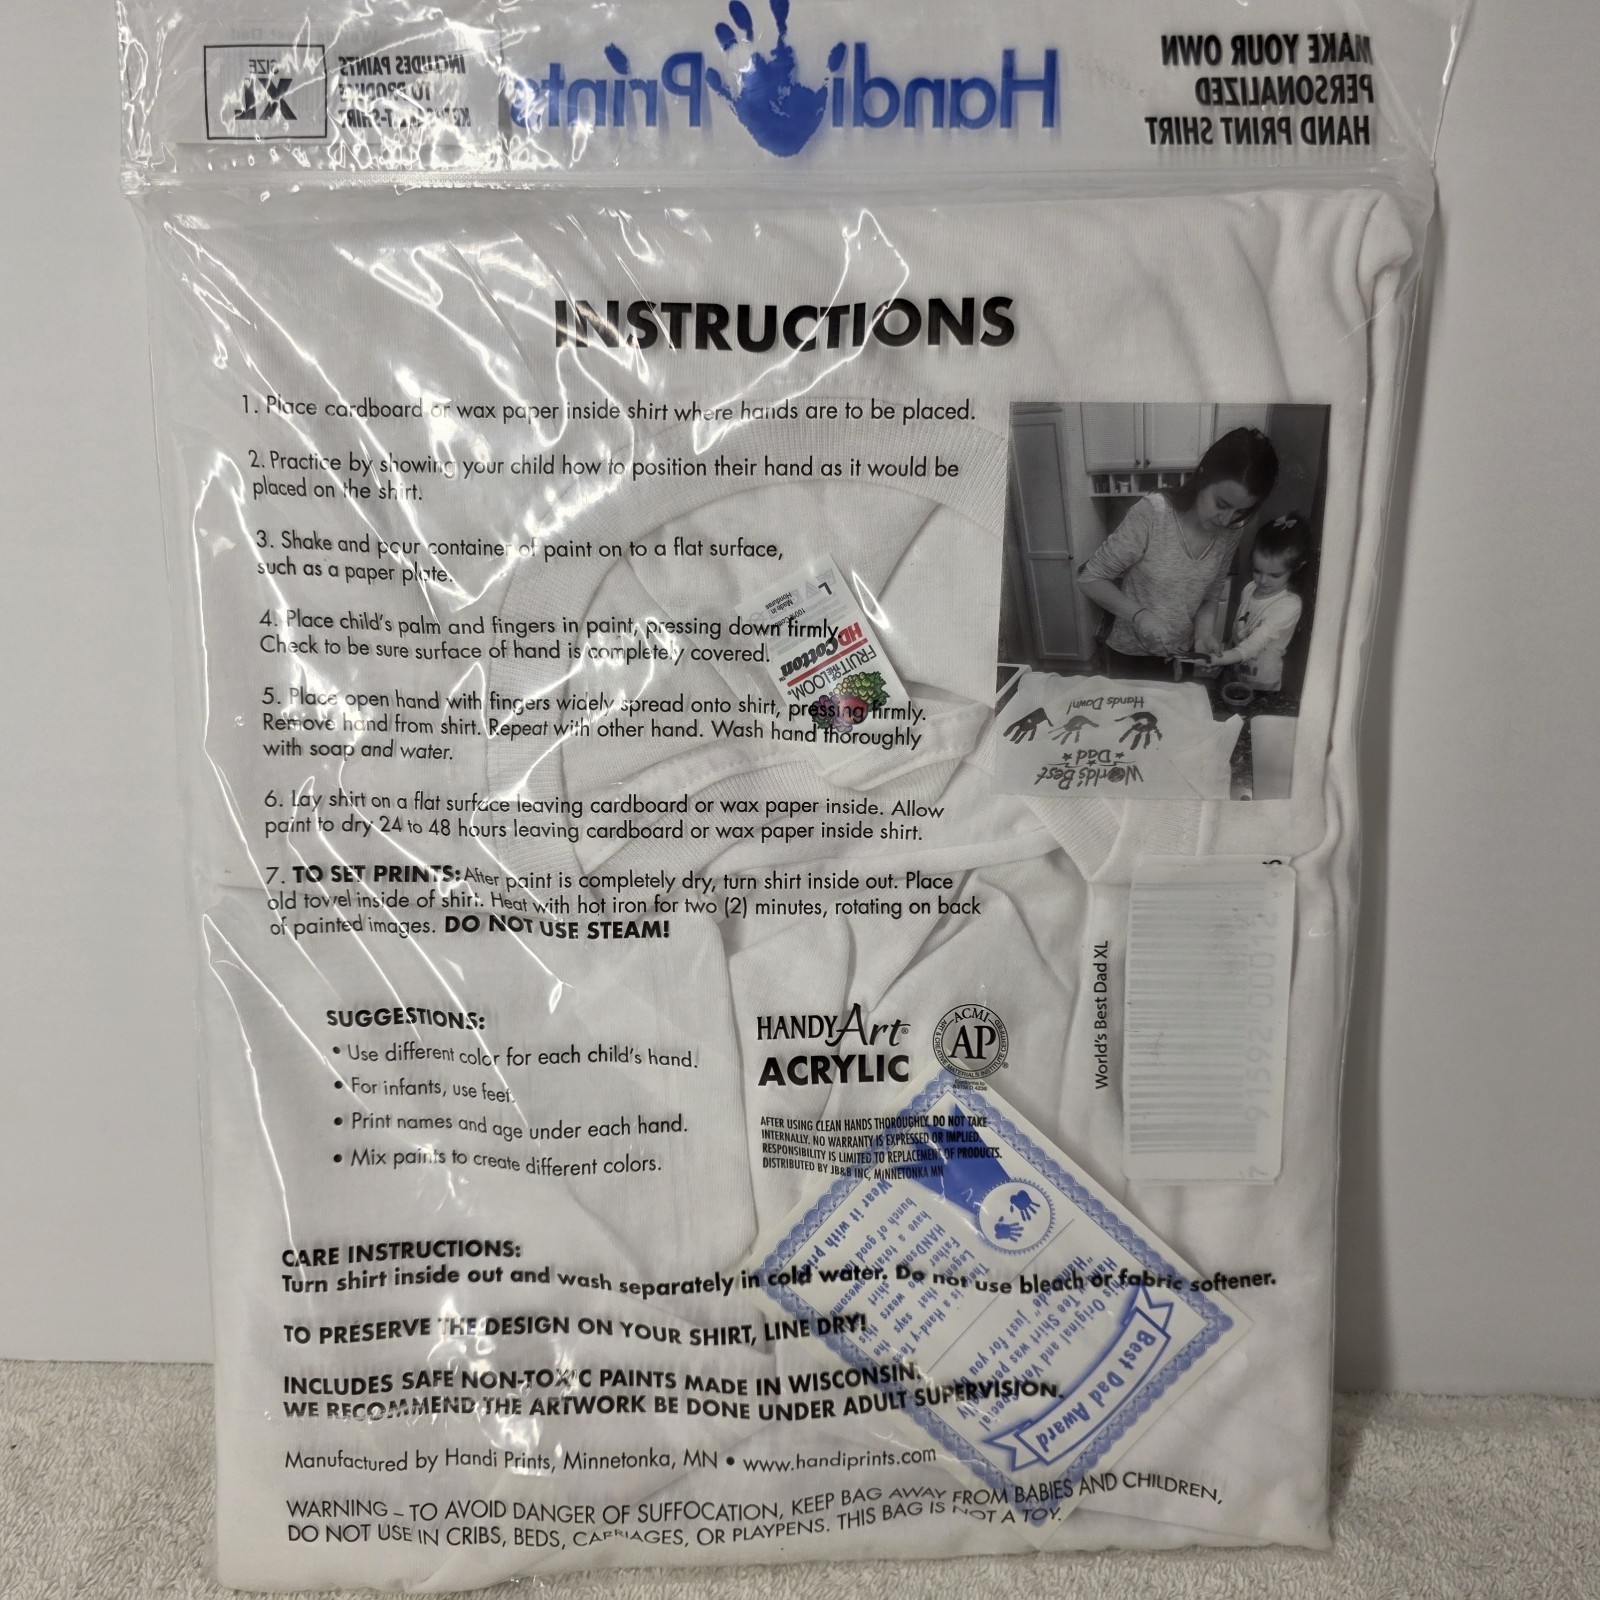 MAKE YOUR OWN
PERSONALIZED
HAND PRINT SHIRT
Handi Prints
INCLUDES PAINTS
TO PRODUCE
T-SHIRT
SIZE
XL
INSTRUCTIONS
1. Place cardboard or wax paper inside shirt where hands are to be placed.
2. Practice by showing your child how to position their hand as it would be
placed on the shirt.
3. Shake and pour container of paint on to a flat surface,
such as a paper plate.
4. Place child's palm and fingers in paint, pressing down firmly.
Check to be sure surface of hand is completely covered.
5. Place open hand with fingers widely spread onto shirt, pressing firmly.
Remove hand from shirt. Repeat with other hand. Wash hand thoroughly
with soap and water.
6. Lay shirt on a flat surface leaving cardboard or wax paper inside. Allow
paint to dry 24 to 48 hours leaving cardboard or wax paper inside shirt.
7. TO SET PRINTS: After paint is completely dry, turn shirt inside out. Place
old towel inside of shirt. Heat with hot iron for two (2) minutes, rotating on back
of painted images. DO NOT USE STEAM!
L
Made in
Honduras
HD Cotton™
FRUIT OF THE LOOM.
Hands Down!
World's Best
Dad
World's Best Dad XL
SUGGESTIONS:
• Use different color for each child's hand.
• For infants, use feet.
• Print names and age under each hand.
• Mix paints to create different colors.
HANDY Art®
ACRYLIC
ACMI
AP
AFTER USING CLEAN HANDS THOROUGHLY. DO NOT TAKE
INTERNALLY. NO WARRANTY IS EXPRESSED OR IMPLIED.
RESPONSIBILITY IS LIMITED TO REPLACEMENT OF PRODUCTS.
DISTRIBUTED BY JB&B INC, MINNETONKA MN
Best Dad Award
CARE INSTRUCTIONS:
Turn shirt inside out and wash separately in cold water. Do not use bleach or fabric softener.
TO PRESERVE THE DESIGN ON YOUR SHIRT, LINE DRY!
INCLUDES SAFE NON-TOXIC PAINTS MADE IN WISCONSIN.
WE RECOMMEND THE ARTWORK BE DONE UNDER ADULT SUPERVISION.
Manufactured by Handi Prints, Minnetonka, MN • www.handiprints.com
WARNING – TO AVOID DANGER OF SUFFOCATION, KEEP BAG AWAY FROM BABIES AND CHILDREN,
DO NOT USE IN CRIBS, BEDS, CARRIAGES, OR PLAYPENS. THIS BAG IS NOT A TOY.